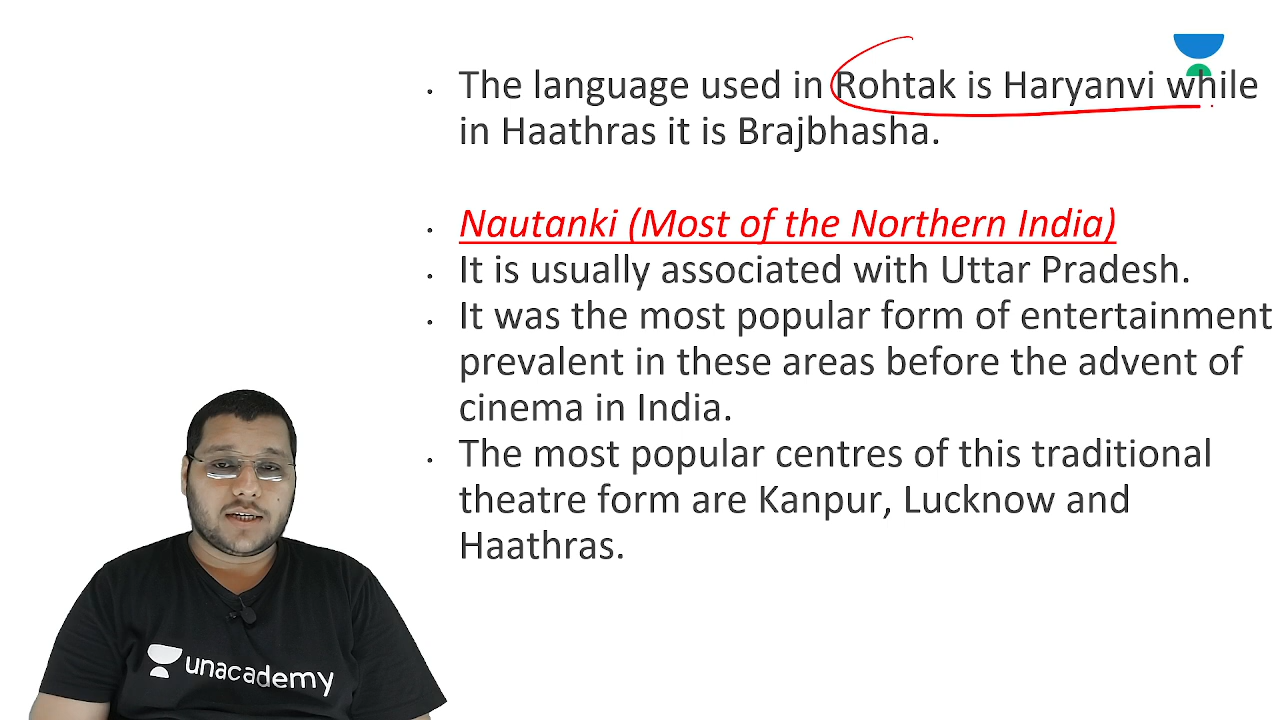 The language used in Rohtak is Haryanvi while
in Haathras it is Brajbhasha.
Nautanki (Most of the Northern India)
It is usually associated with Uttar Pradesh.
It was the most popular form of entertainment
prevalent in these areas before the advent of
cinema in India.
The most popular centres of this traditional
theatre form are Kanpur, Lucknow and
Haathras.
unacademy